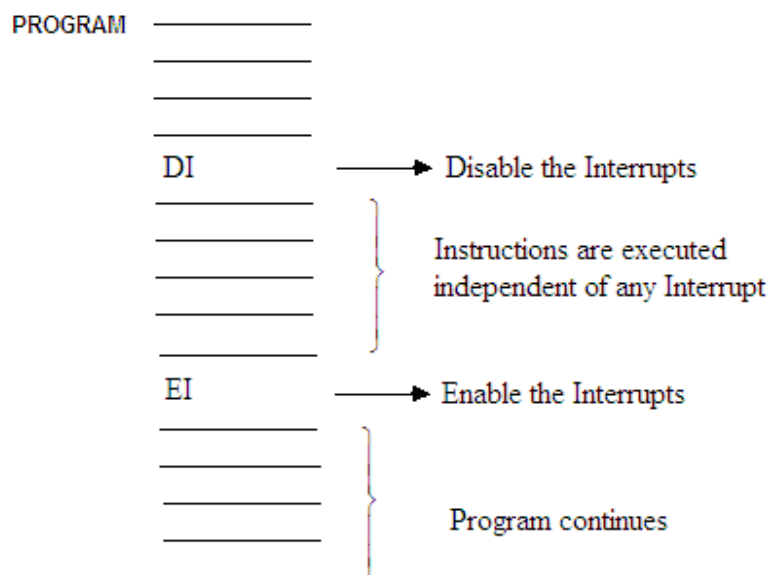 PROGRAM
DI
Disable the Interrupts
Instructions are executed
independent of any Interrupt
EI
Enable the Interrupts
Program continues